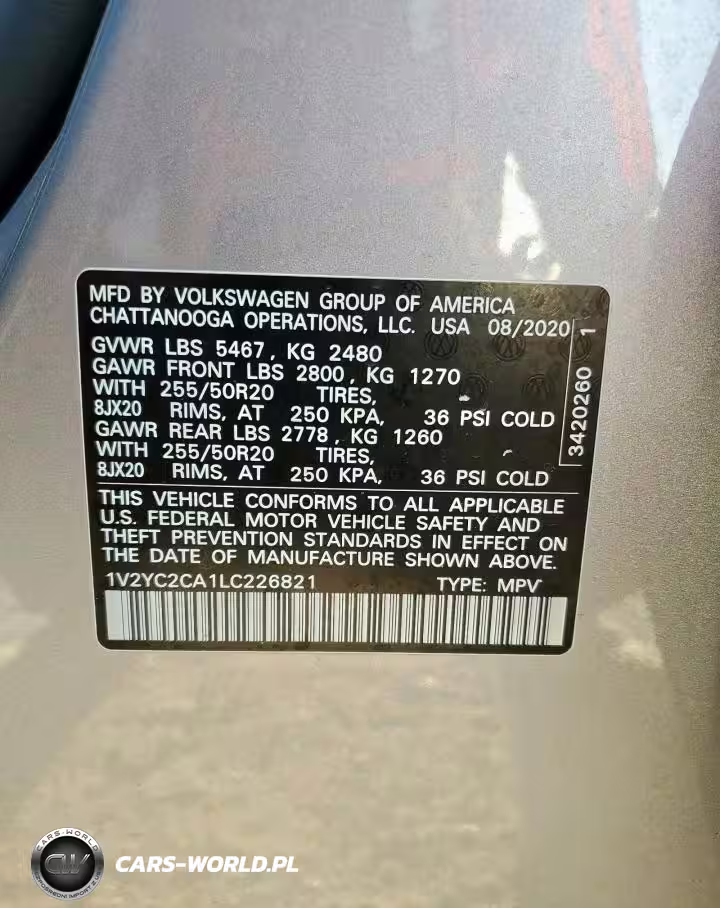 MFD BY VOLKSWAGEN GROUP OF AMERICA
CHATTANOOGA OPERATIONS, LLC. USA 08/2020
GVWR LBS 5467, KG 2480
GAWR FRONT LBS 2800, KG 1270
WITH 255/50R20 TIRES,
8JX20 RIMS, AT 250 KPA, 36 PSI COLD
GAWR REAR LBS 2778, KG 1260
WITH 255/50R20 TIRES,
8JX20 RIMS, AT 250 KPA, 36 PSI COLD
3420260 1
THIS VEHICLE CONFORMS TO ALL APPLICABLE
U.S. FEDERAL MOTOR VEHICLE SAFETY AND
THEFT PREVENTION STANDARDS IN EFFECT ON
THE DATE OF MANUFACTURE SHOWN ABOVE.
1V2YC2CA1LC226821 TYPE: MPV
CARS-WORLD
CW
CARS-WORLD.PL